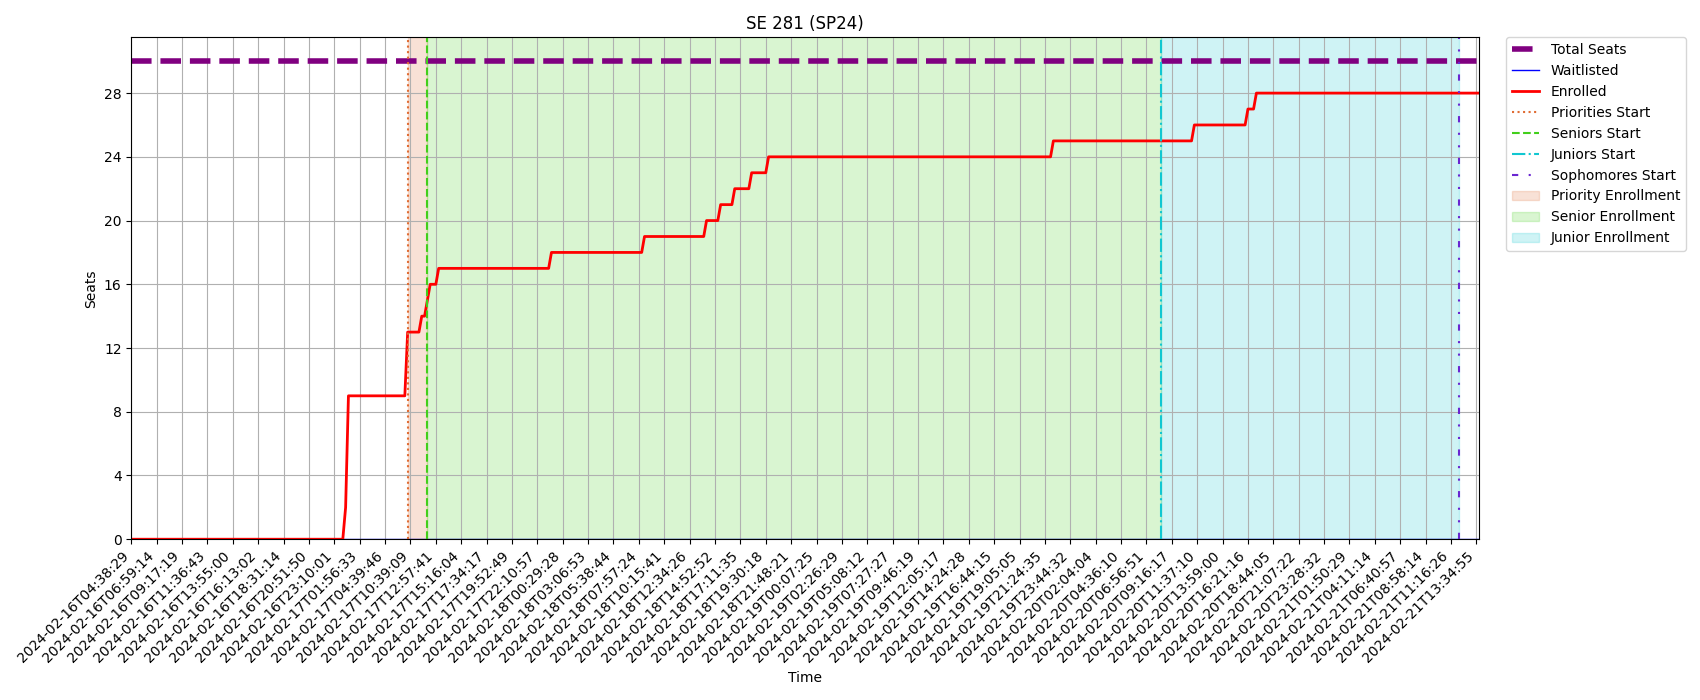 SE 281 (SP24)
Total Seats
Waitlisted
Enrolled
Priorities Start
Seniors Start
Juniors Start
Sophomores Start
Priority Enrollment
Senior Enrollment
Junior Enrollment
Seats
28
24
20
16
12
8
4
0
2024-02-16T04:38:29
2024-02-16T06:59:14
2024-02-16T09:17:19
2024-02-16T11:36:43
2024-02-16T13:55:00
2024-02-16T16:13:02
2024-02-16T18:31:14
2024-02-16T20:51:50
2024-02-16T23:10:01
2024-02-17T01:56:33
2024-02-17T04:39:46
2024-02-17T10:39:09
2024-02-17T12:57:41
2024-02-17T15:16:04
2024-02-17T17:34:17
2024-02-17T19:52:49
2024-02-17T22:10:57
2024-02-18T00:29:28
2024-02-18T03:06:53
2024-02-18T05:38:44
2024-02-18T07:57:24
2024-02-18T10:15:41
2024-02-18T12:34:26
2024-02-18T14:52:52
2024-02-18T17:11:35
2024-02-18T19:30:18
2024-02-18T21:48:21
2024-02-19T00:07:25
2024-02-19T02:26:29
2024-02-19T05:08:12
2024-02-19T07:27:27
2024-02-19T09:46:19
2024-02-19T12:05:17
2024-02-19T14:24:28
2024-02-19T16:44:15
2024-02-19T19:05:05
2024-02-19T21:24:35
2024-02-19T23:44:32
2024-02-20T02:04:04
2024-02-20T04:36:10
2024-02-20T06:56:51
2024-02-20T09:16:17
2024-02-20T11:37:10
2024-02-20T13:59:00
2024-02-20T16:21:16
2024-02-20T18:44:05
2024-02-20T21:07:22
2024-02-20T23:28:32
2024-02-21T01:50:29
2024-02-21T04:11:14
2024-02-21T06:40:57
2024-02-21T08:58:14
2024-02-21T11:16:26
2024-02-21T13:34:55
Time